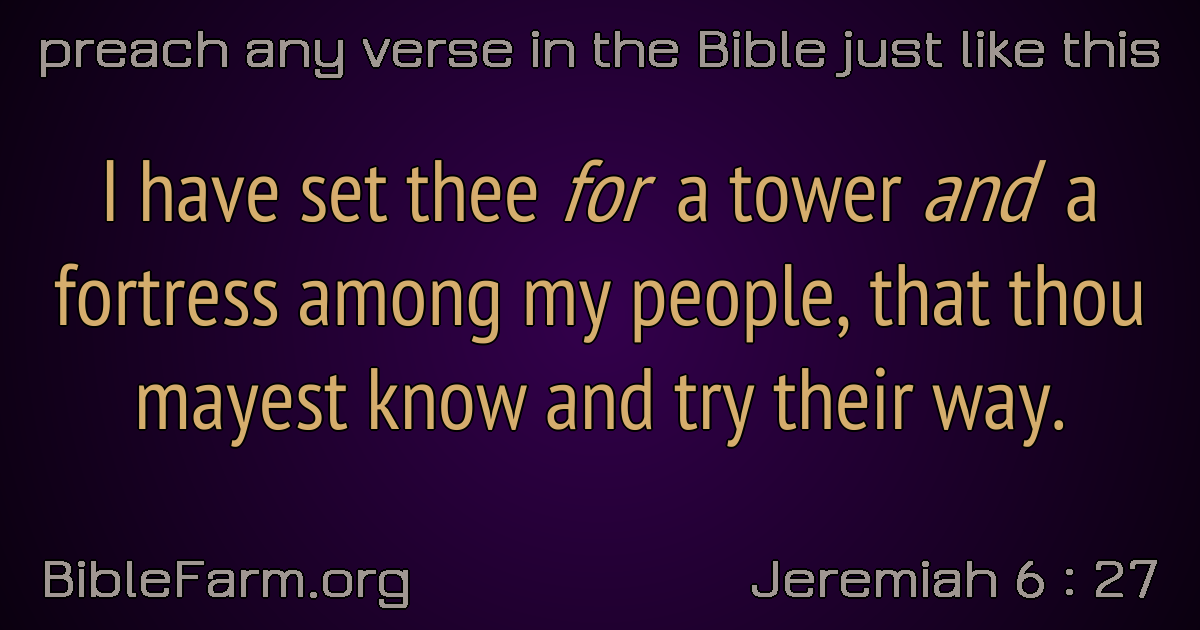 preach any verse in the Bible just like this
I have set thee for a tower and a
fortress among my people, that thou
mayest know and try their way.
BibleFarm.org
Jeremiah 6 : 27